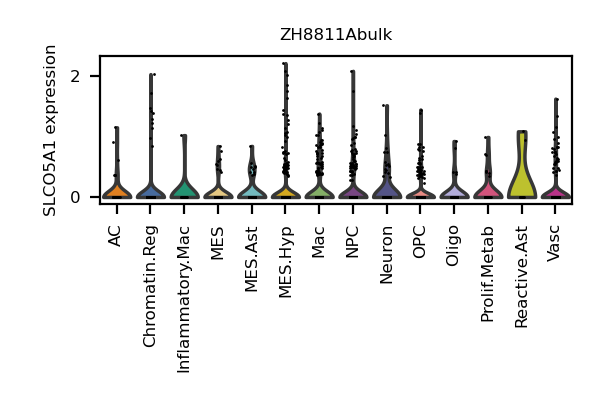 ZH8811Abulk
SLCO5A1 expression
2
0
AC
Chromatin.Reg
Inflammatory.Mac
MES
MES.Ast
MES.Hyp
Mac
NPC
Neuron
OPC
Oligo
Prolif.Metab
Reactive.Ast
Vasc